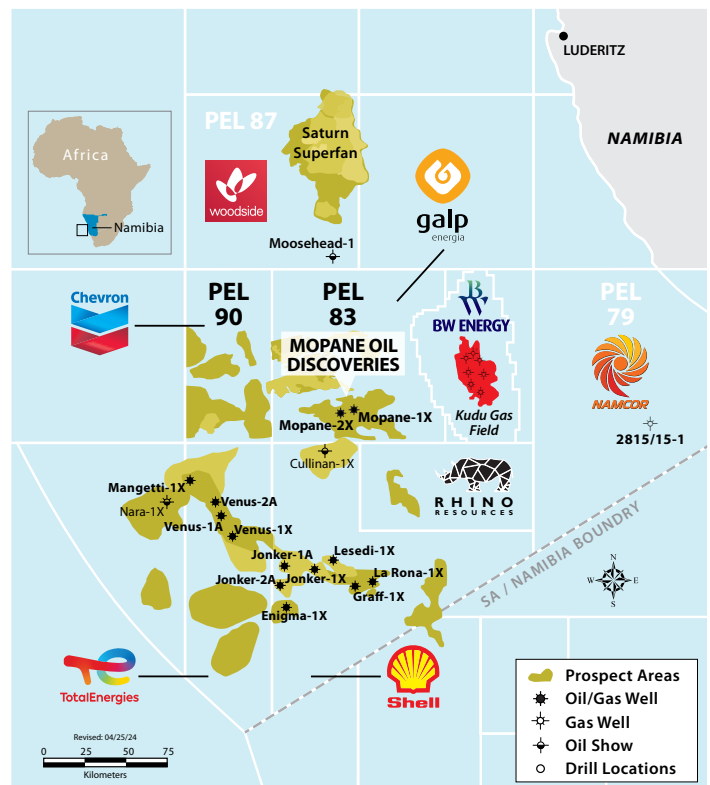 LUDERITZ
NAMIBIA
Africa
Namibia
PEL 87
woodside
Saturn
Superfan
galp
energia
Moosehead-1
Chevron
PEL
90
PEL
83
MOPANE OIL
DISCOVERIES
BW
BW ENERGY
Kudu Gas
Field
PEL
79
NAMCOR
2815/15-1
Mopane-1X
Mopane-2X
Cullinan-1X
RHINO
RESOURCES
Mangetti-1X
Nara-1X
Venus-2A
Venus-1A
Venus-1X
Jonker-1A
Lesedi-1X
Jonker-2A
Jonker-1X
La Rona-1X
Graff-1X
Enigma-1X
SA / NAMIBIA BOUNDRY
N
W
E
S
TotalEnergies
Shell
Revised: 04/25/24
0 25 50 75
Kilometers
Prospect Areas
Oil/Gas Well
Gas Well
Oil Show
Drill Locations